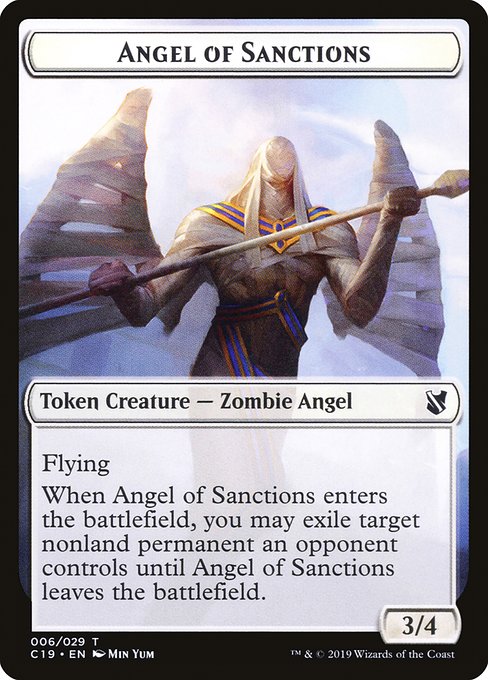 Angel of Sanctions
Token Creature — Zombie Angel
Flying
When Angel of Sanctions enters
the battlefield, you may exile target
nonland permanent an opponent
controls until Angel of Sanctions
leaves the battlefield.
3/4
006/029 T
C19 • EN Min Yum
™ & © 2019 Wizards of the Coast